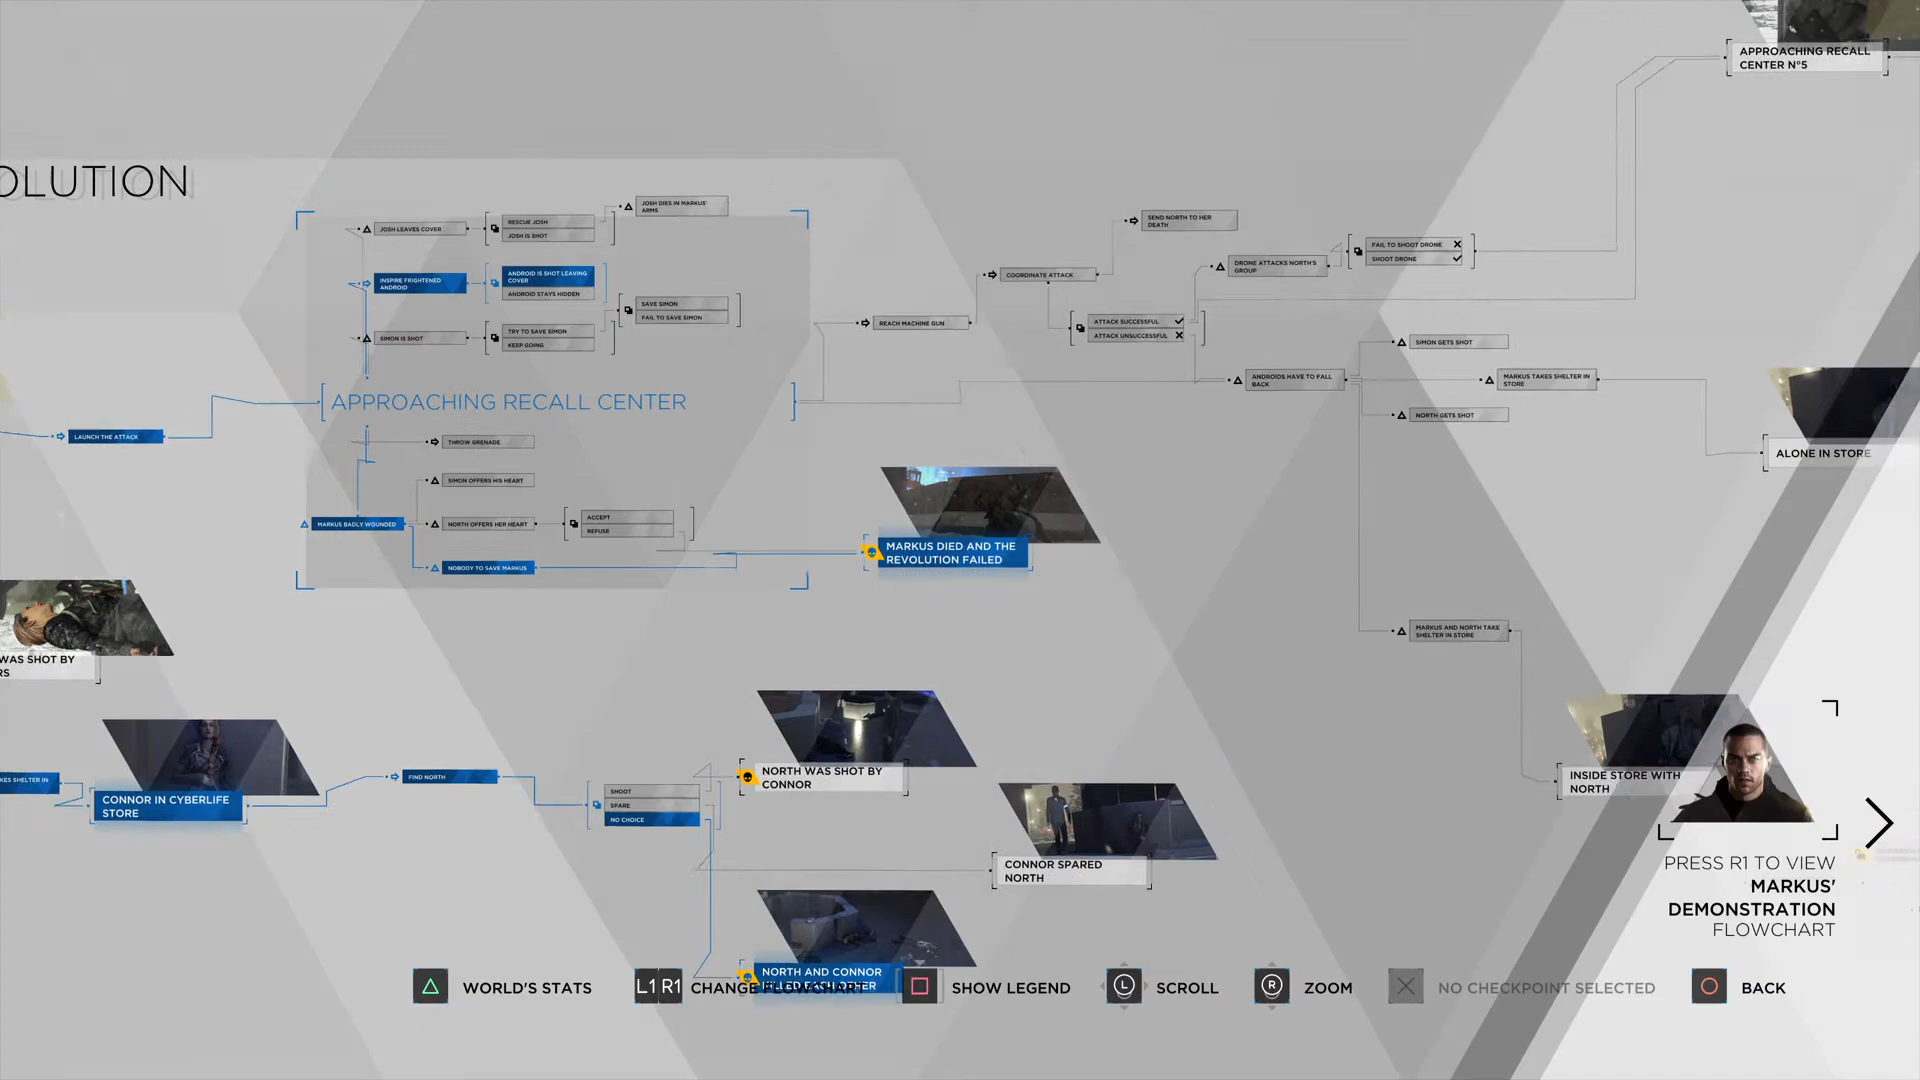 APPROACHING RECALL
CENTER N°5
OLUTION
JOSH LEAVES COVER
RESCUE JOSH
JOSH IS SHOT
JOSH DIES IN MARKUS'
ARMS
INSPIRE FRIGHTENED
ANDROID
ANDROID IS SHOT LEAVING
COVER
ANDROID STAYS HIDDEN
SIMON IS SHOT
TRY TO SAVE SIMON
KEEP GOING
SAVE SIMON
FAIL TO SAVE SIMON
REACH MACHINE GUN
COORDINATE ATTACK
SEND NORTH TO HER
DEATH
ATTACK SUCCESSFUL
ATTACK UNSUCCESSFUL
DRONE ATTACKS NORTH'S
GROUP
FAIL TO SHOOT DRONE
SHOOT DRONE
ANDROIDS HAVE TO FALL
BACK
SIMON GETS SHOT
MARKUS TAKES SHELTER IN
STORE
NORTH GETS SHOT
ALONE IN STORE
LAUNCH THE ATTACK
APPROACHING RECALL CENTER
THROW GRENADE
SIMON OFFERS HIS HEART
MARKUS BADLY WOUNDED
NORTH OFFERS HER HEART
ACCEPT
REFUSE
NOBODY TO SAVE MARKUS
MARKUS DIED AND THE
REVOLUTION FAILED
MARKUS AND NORTH TAKE
SHELTER IN STORE
WAS SHOT BY
RS
KES SHELTER IN
CONNOR IN CYBERLIFE
STORE
FIND NORTH
SHOOT
SPARE
NO CHOICE
NORTH WAS SHOT BY
CONNOR
CONNOR SPARED
NORTH
NORTH AND CONNOR
KILLED EACH OTHER
INSIDE STORE WITH
NORTH
PRESS R1 TO VIEW
MARKUS'
DEMONSTRATION
FLOWCHART
WORLD'S STATS
L1 R1 CHANGE FLOWCHART
SHOW LEGEND
L SCROLL
R ZOOM
NO CHECKPOINT SELECTED
BACK